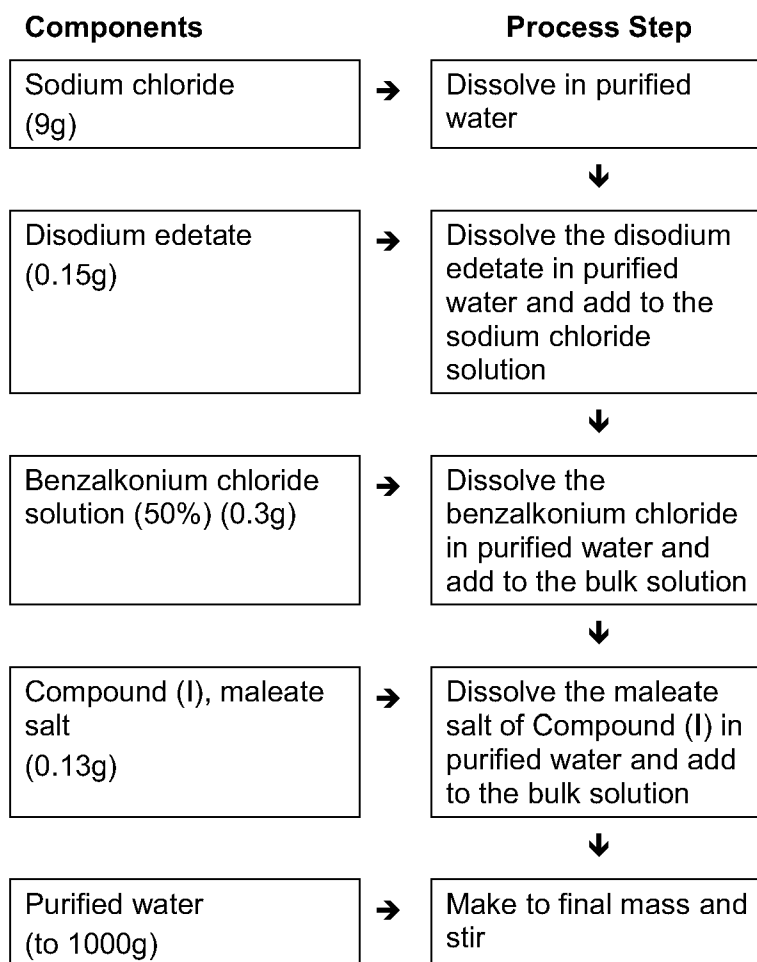 Components
Process Step
Sodium chloride
(9g)
➔
Dissolve in purified
water
Disodium edetate
(0.15g)
➔
Dissolve the disodium
edetate in purified
water and add to the
sodium chloride
solution
Benzalkonium chloride
solution (50%) (0.3g)
➔
Dissolve the
benzalkonium chloride
in purified water and
add to the bulk solution
Compound (I), maleate
salt
(0.13g)
➔
Dissolve the maleate
salt of Compound (I) in
purified water and add
to the bulk solution
Purified water
(to 1000g)
➔
Make to final mass and
stir